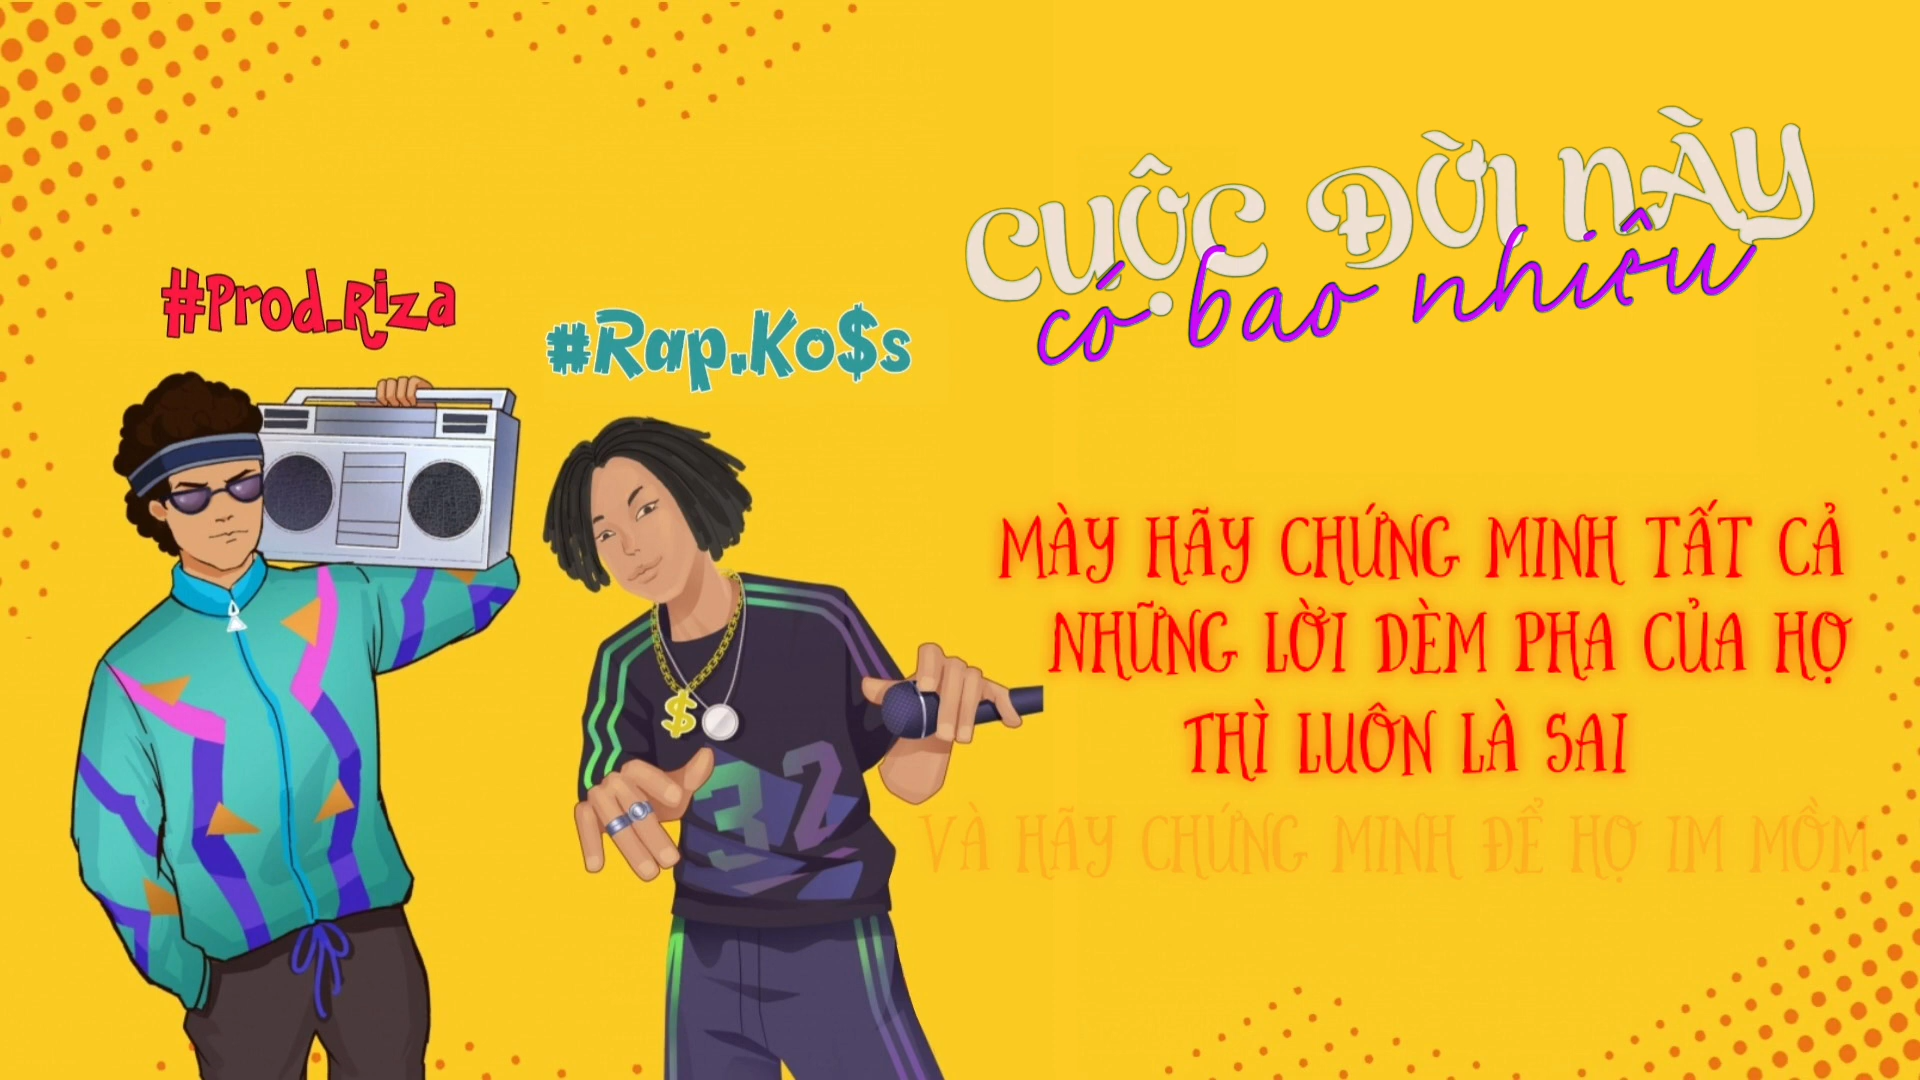 #Prod.Riza
#Rap.Ko$s
CUỘC ĐỜI NÀY
có bao nhiêu
MÀY HÃY CHỨNG MINH TẤT CẢ
NHỮNG LỜI DÈM PHA CỦA HỌ
THÌ LUÔN LÀ SAI
VÀ HÃY CHỨNG MINH ĐỂ HỌ IM MỒM
$
32